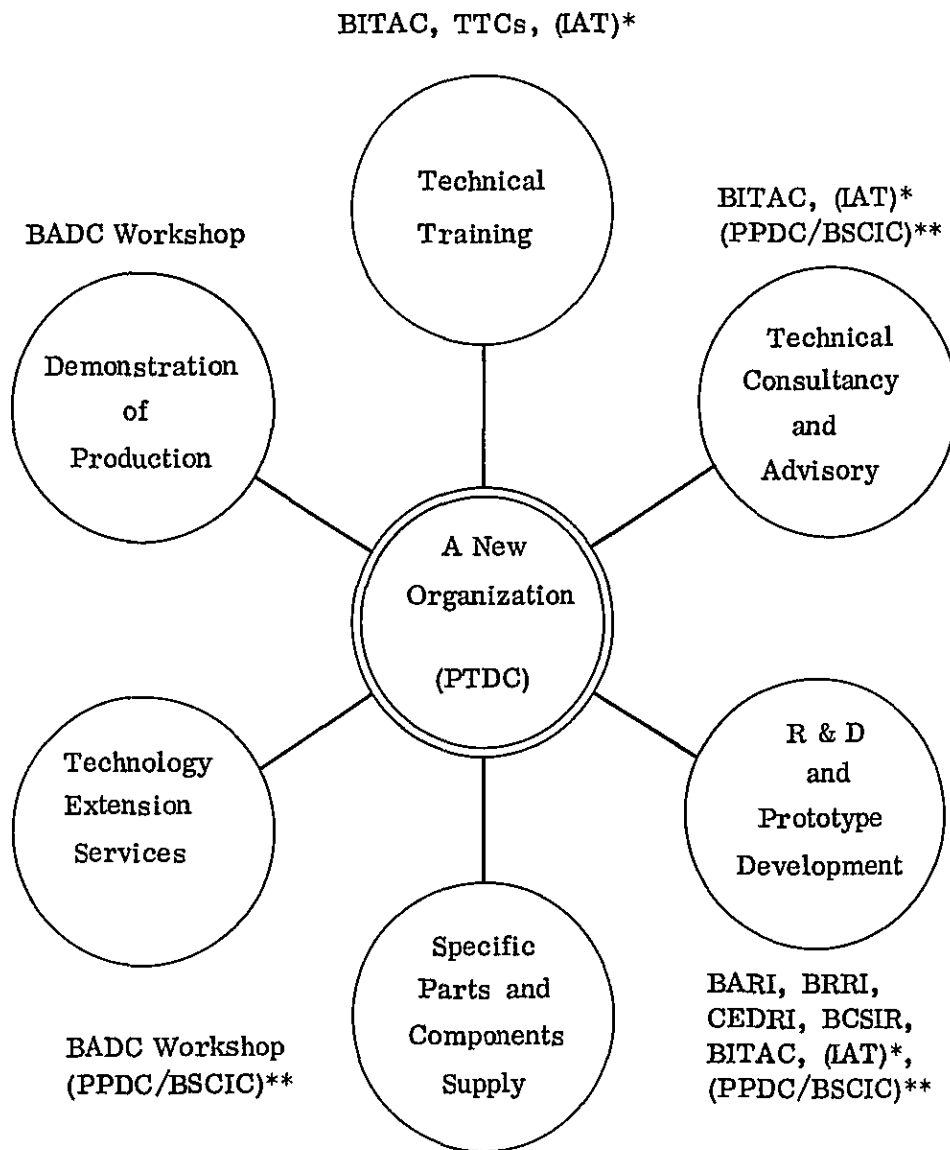 BITAC, TTCs, (IAT)*
Technical
Training
BITAC, (IAT)*
(PPDC/BSCIC)**
Technical
Consultancy
and
Advisory
BADC Workshop
Demonstration
of
Production
A New
Organization
(PTDC)
Technology
Extension
Services
BADC Workshop
(PPDC/BSCIC)**
Specific
Parts and
Components
Supply
R & D
and
Prototype
Development
BARI, BRRI,
CEDRI, BCSIR,
BITAC, (IAT)*,
(PPDC/BSCIC)**